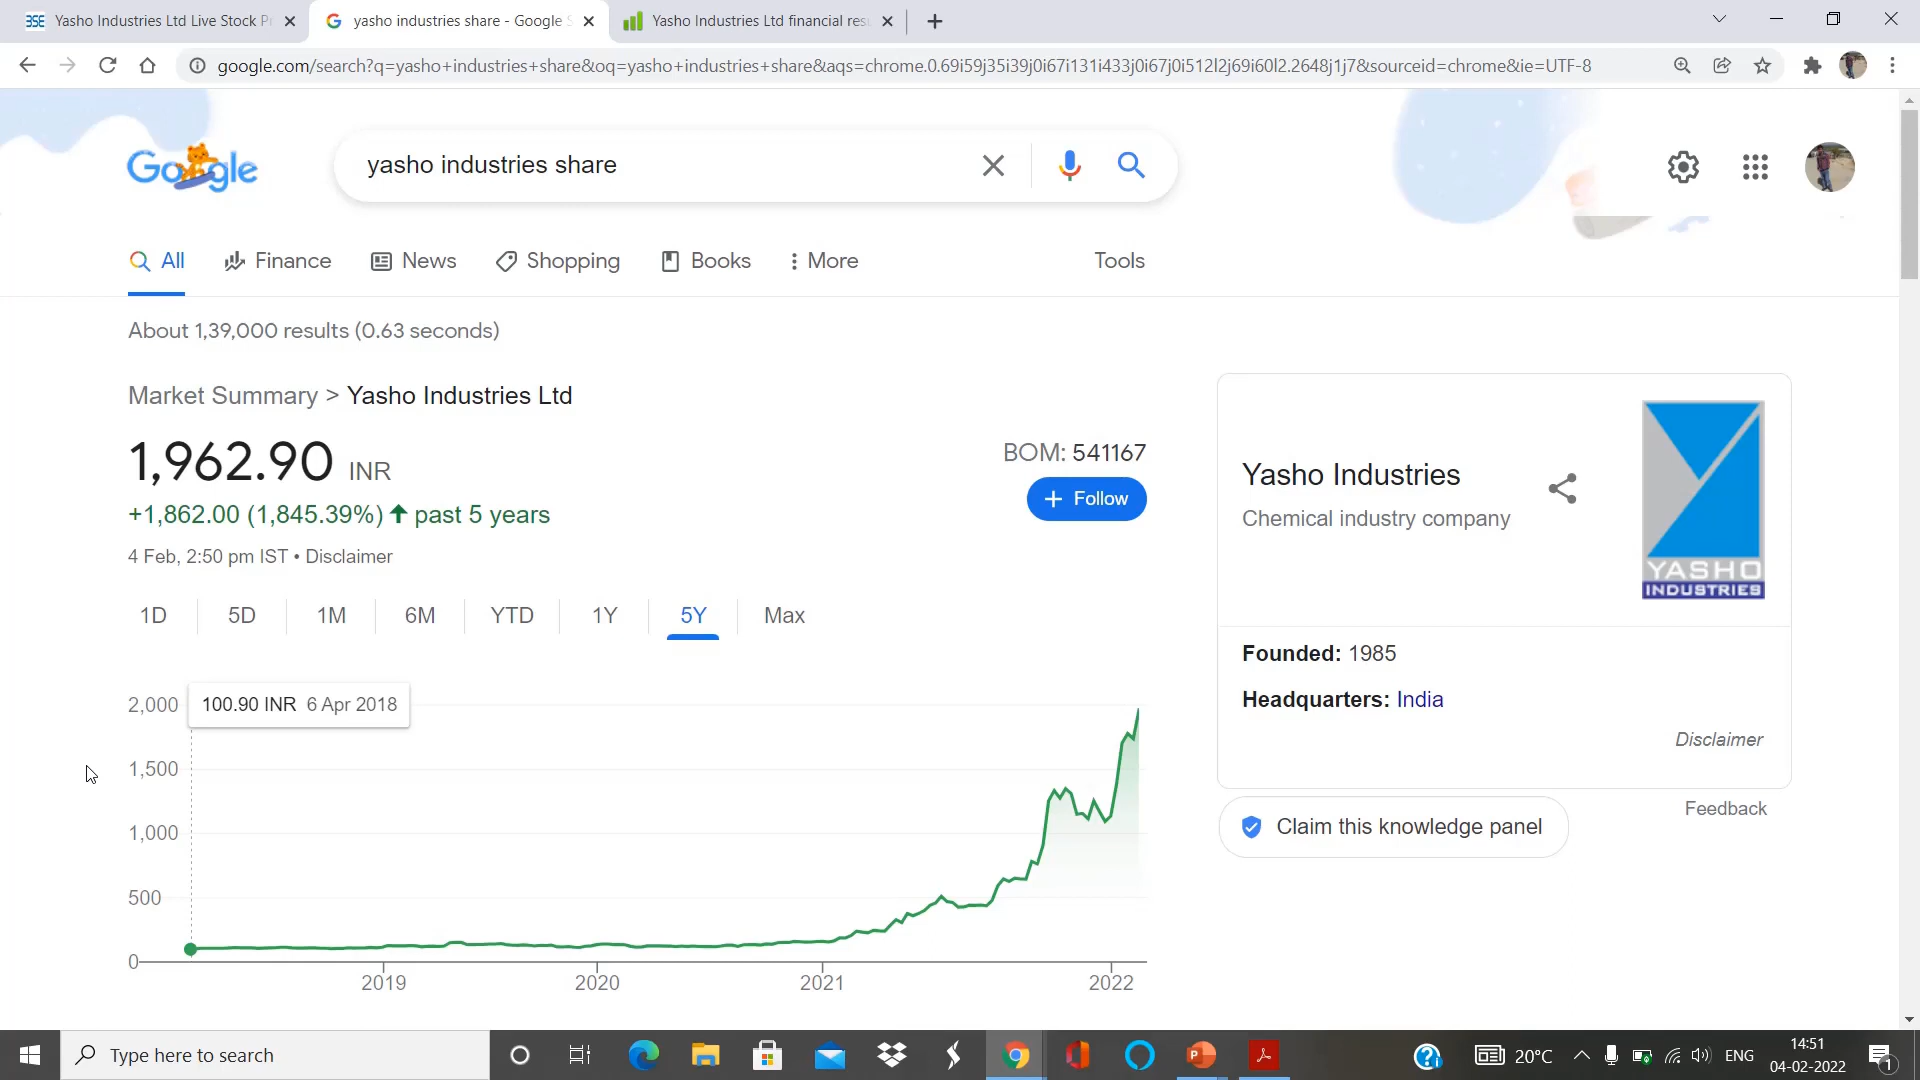 BSE Yasho Industries Ltd Live Stock Pr
yasho industries share - Google S
Yasho Industries Ltd financial resu
google.com/search?q=yasho+industries+share&oq=yasho+industries+share&aqs=chrome.0.69i59j35i39j0i67i131i433j0i67j0i512l2j69i60l2.2648j1j7&sourceid=chrome&ie=UTF-8
Google
yasho industries share
All
Finance
News
Shopping
Books
More
Tools
About 1,39,000 results (0.63 seconds)
Market Summary > Yasho Industries Ltd
1,962.90 INR
+1,862.00 (1,845.39%) past 5 years
4 Feb, 2:50 pm IST • Disclaimer
BOM: 541167
Follow
1D 5D 1M 6M YTD 1Y 5Y Max
2,000
100.90 INR 6 Apr 2018
1,500
1,000
500
0
2019 2020 2021 2022
Yasho Industries
Chemical industry company
YASHO
INDUSTRIES
Founded: 1985
Headquarters: India
Disclaimer
Feedback
Claim this knowledge panel
Type here to search
20°C
ENG
14:51
04-02-2022
1